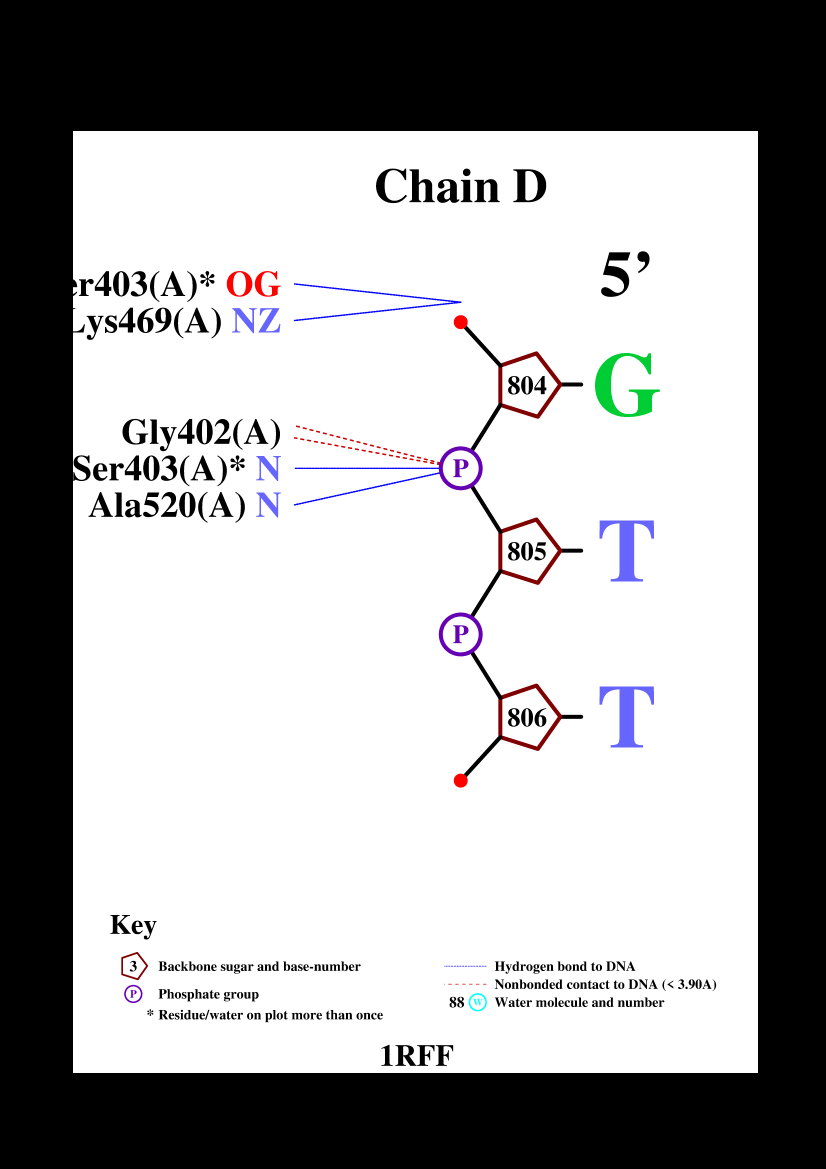 Chain D
5’
er403(A)* OG
Lys469(A) NZ
804 G
Gly402(A)
Ser403(A)* N
P
Ala520(A) N
805 T
P
806 T
Key
3 Backbone sugar and base-number
Hydrogen bond to DNA
Nonbonded contact to DNA (< 3.90A)
P Phosphate group
88 W Water molecule and number
* Residue/water on plot more than once
1RFF